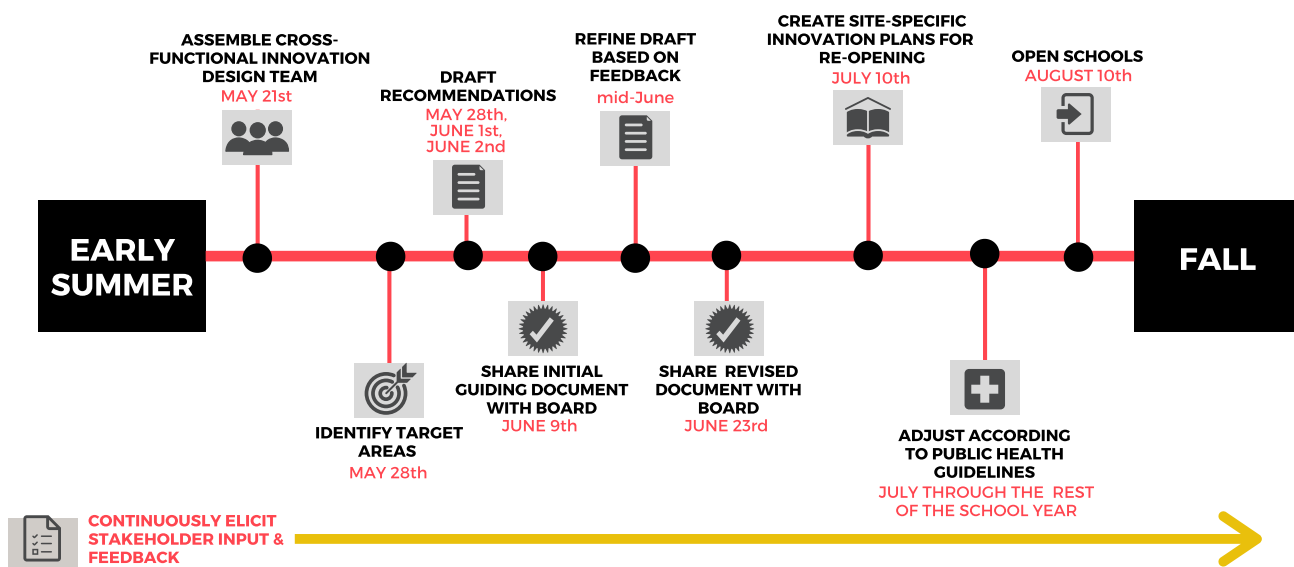 ASSEMBLE CROSS-
FUNCTIONAL INNOVATION
DESIGN TEAM
MAY 21st
DRAFT
RECOMMENDATIONS
MAY 28th,
JUNE 1st,
JUNE 2nd
REFINE DRAFT
BASED ON
FEEDBACK
mid-June
CREATE SITE-SPECIFIC
INNOVATION PLANS FOR
RE-OPENING
JULY 10th
OPEN SCHOOLS
AUGUST 10th
EARLY
SUMMER
FALL
IDENTIFY TARGET
AREAS
MAY 28th
SHARE INITIAL
GUIDING DOCUMENT
WITH BOARD
JUNE 9th
SHARE REVISED
DOCUMENT WITH
BOARD
JUNE 23rd
ADJUST ACCORDING
TO PUBLIC HEALTH
GUIDELINES
JULY THROUGH THE REST
OF THE SCHOOL YEAR
CONTINUOUSLY ELICIT
STAKEHOLDER INPUT &
FEEDBACK